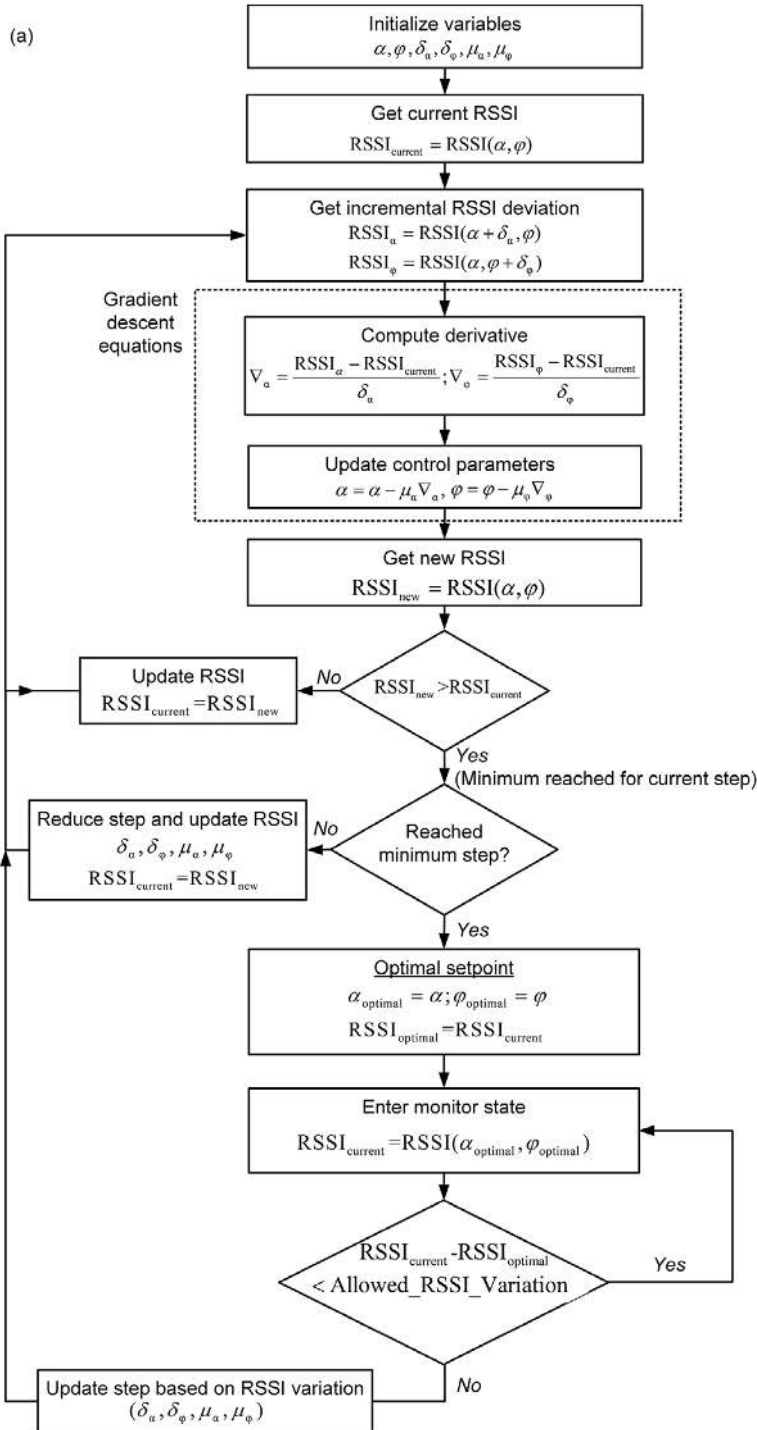 (a)
Initialize variables
α, φ, δ_α, δ_φ, μ_α, μ_φ
Get current RSSI
RSSI_current = RSSI(α, φ)
Get incremental RSSI deviation
RSSI_α = RSSI(α + δ_α, φ)
RSSI_φ = RSSI(α, φ + δ_φ)
Gradient
descent
equations
Compute derivative
∇_α = (RSSI_α − RSSI_current)/δ_α ; ∇_φ = (RSSI_φ − RSSI_current)/δ_φ
Update control parameters
α = α − μ_α∇_α, φ = φ − μ_φ∇_φ
Get new RSSI
RSSI_new = RSSI(α, φ)
RSSI_new >RSSI_current
No
Update RSSI
RSSI_current =RSSI_new
Yes
(Minimum reached for current step)
Reached
minimum step?
No
Reduce step and update RSSI
δ_α, δ_φ, μ_α, μ_φ
RSSI_current =RSSI_new
Yes
Optimal setpoint
α_optimal = α; φ_optimal = φ
RSSI_optimal =RSSI_current
Enter monitor state
RSSI_current =RSSI(α_optimal, φ_optimal)
RSSI_current -RSSI_optimal
< Allowed_RSSI_Variation
Yes
No
Update step based on RSSI variation
(δ_α, δ_φ, μ_α, μ_φ)